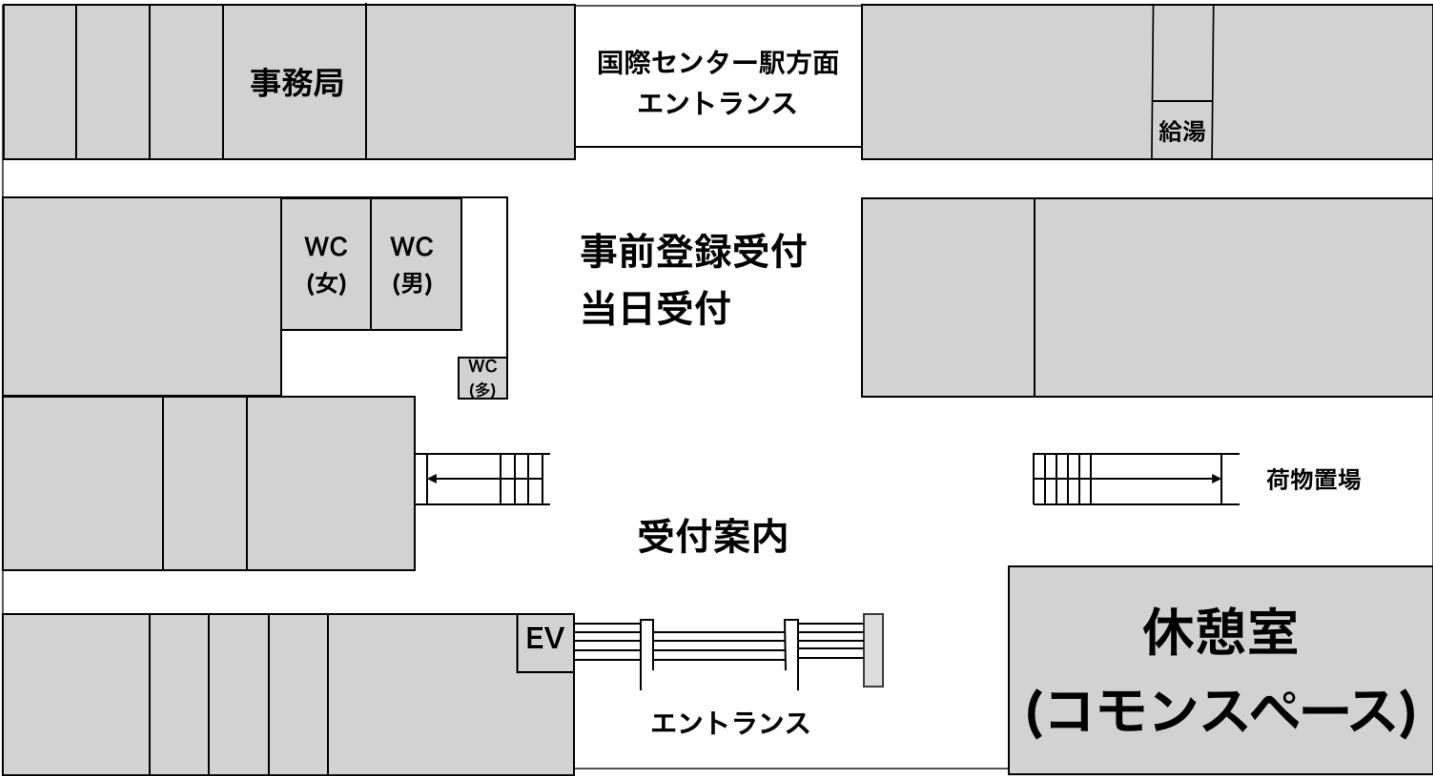 事務局
国際センター駅方面
エントランス
給湯
WC
(女)
WC
(男)
事前登録受付
当日受付
WC
(多)
荷物置場
受付案内
EV
エントランス
休憩室
(コモンスペース)